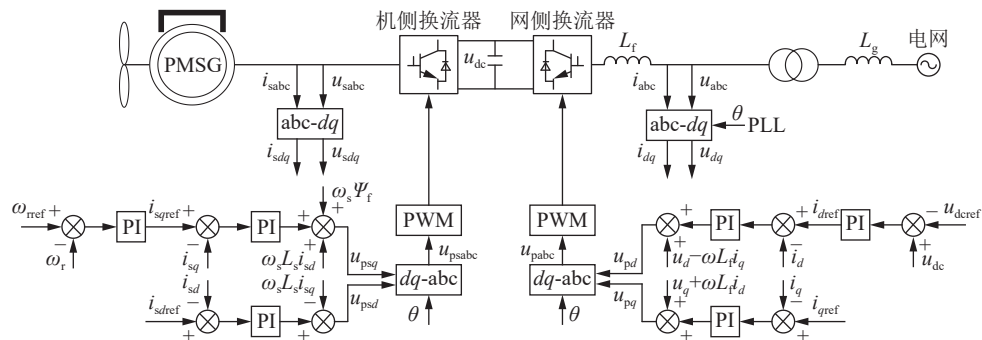 机侧换流器 网侧换流器 电网
PMSG
u_dc
L_f
L_g
i_sabc u_sabc
i_abc u_abc
abc-dq
abc-dq
θ
PLL
i_sdq u_sdq
i_dq u_dq
ω_sΨ_f
ω_rref + − ω_r PI i_sqref + − i_sq PI + + + ω_sL_si_sd u_psq
PWM
u_psabc
dq-abc
θ
i_sdref + − i_sd PI + − ω_sL_si_sq u_psd
PWM
u_pabc
dq-abc
θ
u_pd + + u_d−ωL_fi_q PI + − i_d i_dref PI − + u_dcref u_dc
u_pq + + u_q+ωL_fi_d PI − + i_q i_qref